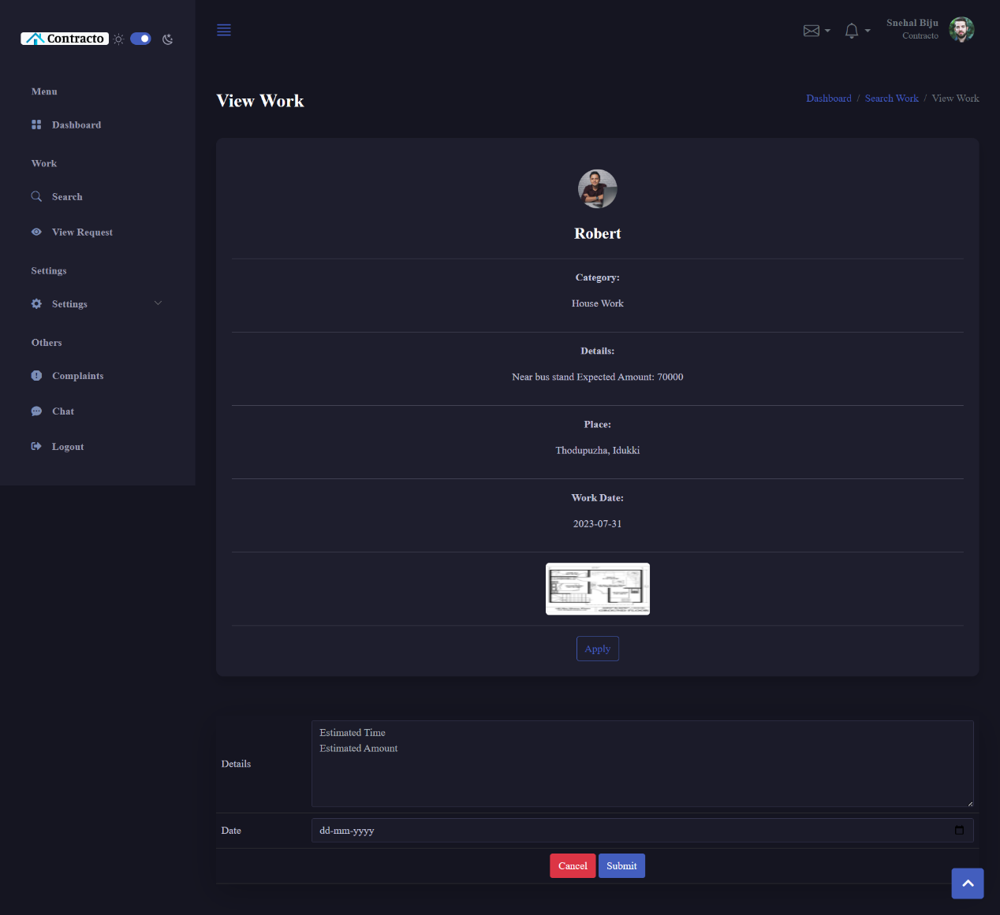 Contracto
Snehal Biju
Contracto
Menu
Dashboard
Work
Search
View Request
Settings
Settings
Others
Complaints
Chat
Logout
View Work
Dashboard / Search Work / View Work
Robert
Category:
House Work
Details:
Near bus stand Expected Amount: 70000
Place:
Thodupuzha, Idukki
Work Date:
2023-07-31
Apply
Details
Estimated Time
Estimated Amount
Date
dd-mm-yyyy
Cancel
Submit